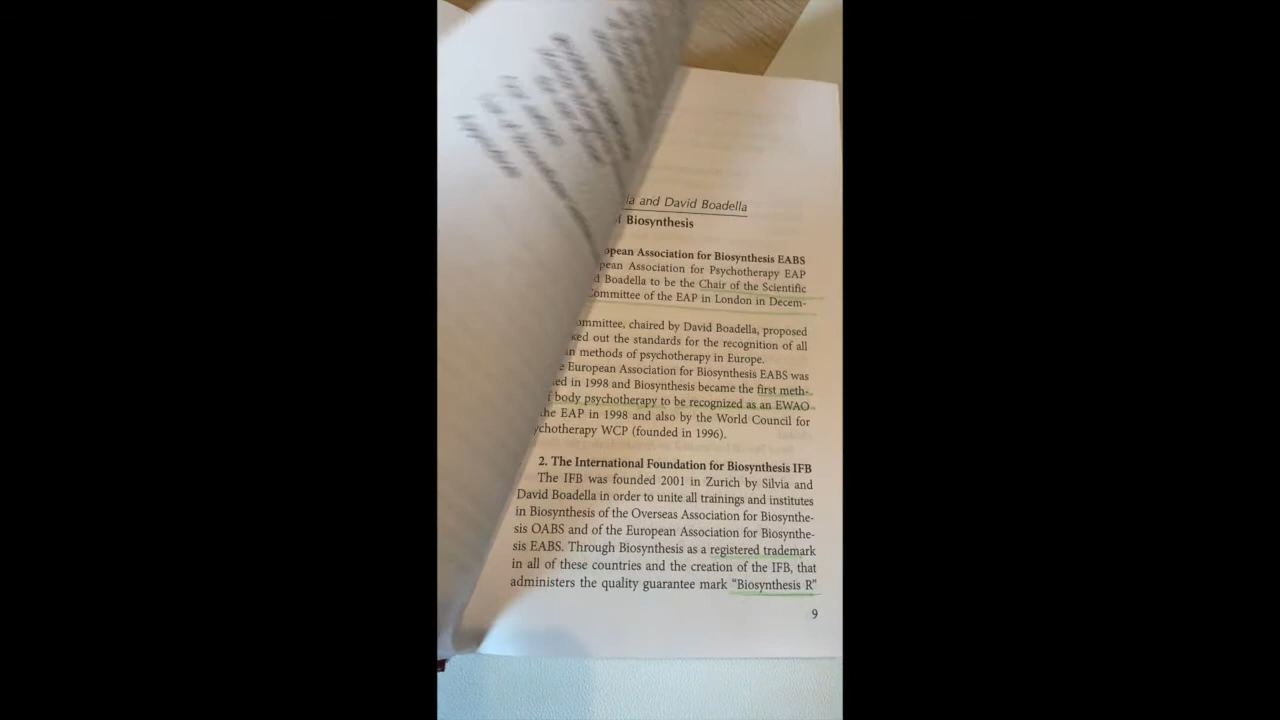 la and David Boadella
f Biosynthesis
opean Association for Biosynthesis EABS
pean Association for Psychotherapy EAP
d Boadella to be the Chair of the Scientific
Committee of the EAP in London in Decem-
ommittee, chaired by David Boadella, proposed
ked out the standards for the recognition of all
an methods of psychotherapy in Europe.
e European Association for Biosynthesis EABS was
ed in 1998 and Biosynthesis became the first meth-
f body psychotherapy to be recognized as an EWAO
the EAP in 1998 and also by the World Council for
ychotherapy WCP (founded in 1996).
2. The International Foundation for Biosynthesis IFB
The IFB was founded 2001 in Zurich by Silvia and
David Boadella in order to unite all trainings and institutes
in Biosynthesis of the Overseas Association for Biosynthe-
sis OABS and of the European Association for Biosynthe-
sis EABS. Through Biosynthesis as a registered trademark
in all of these countries and the creation of the IFB, that
administers the quality guarantee mark “Biosynthesis R”
9